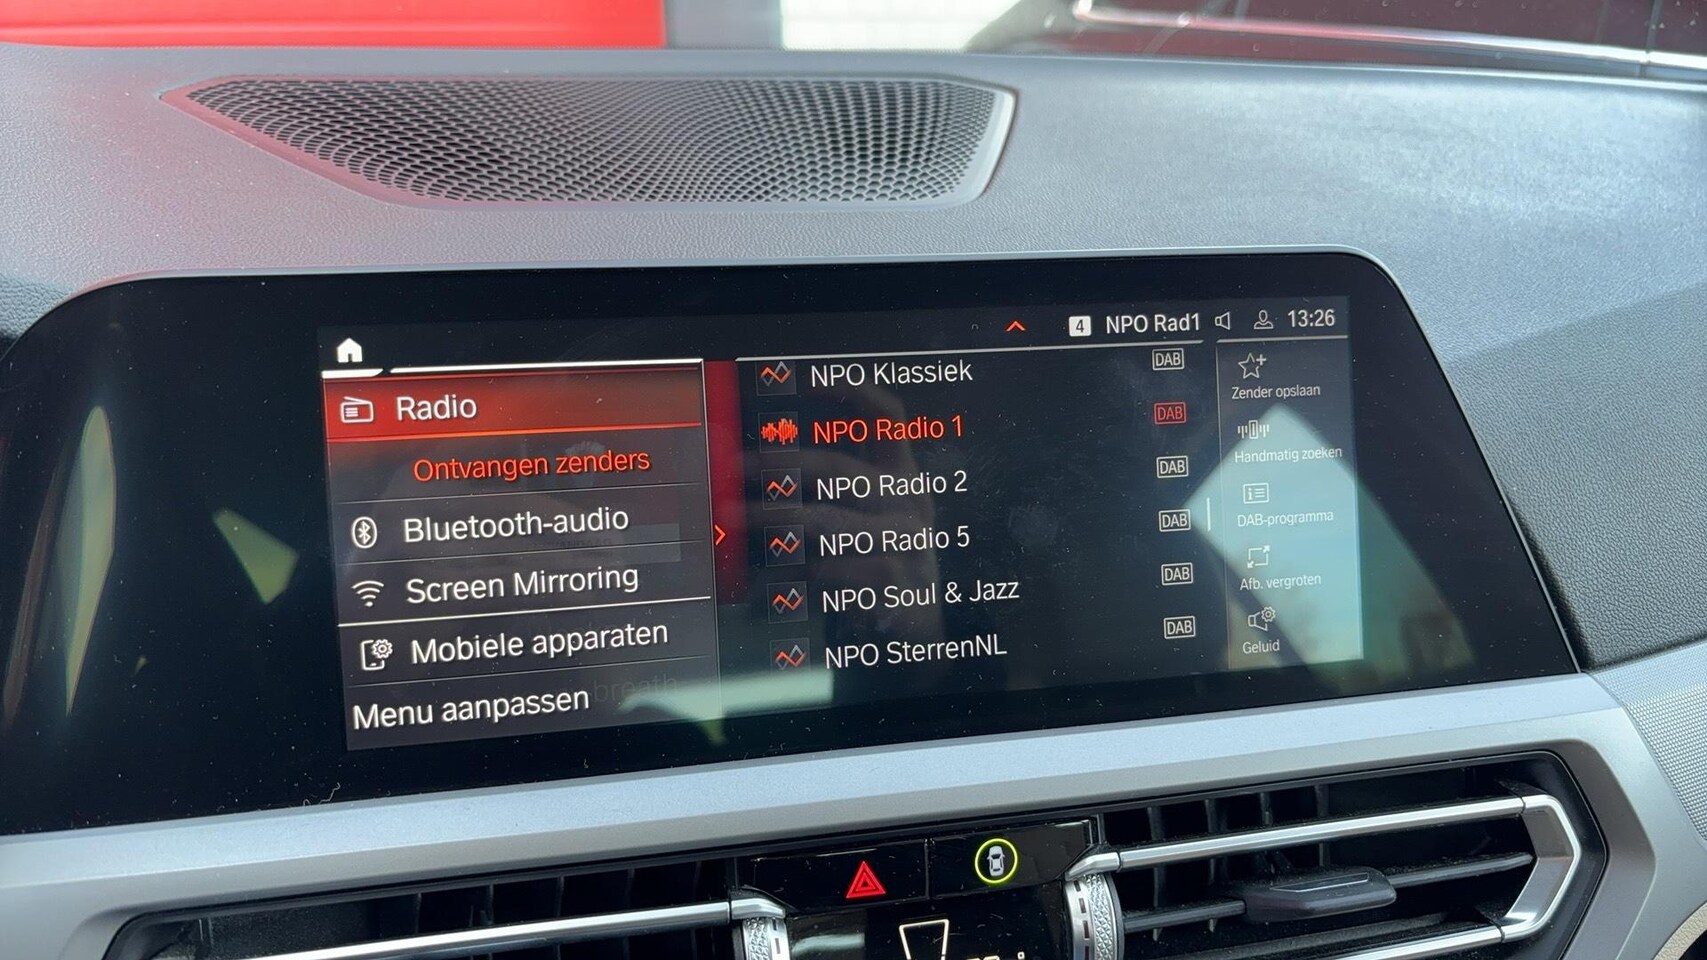 4 NPO Rad1 13:26
Radio
Ontvangen zenders
Bluetooth-audio
Screen Mirroring
Mobiele apparaten
Menu aanpassen
NPO Klassiek DAB
NPO Radio 1 DAB
NPO Radio 2 DAB
NPO Radio 5 DAB
NPO Soul & Jazz DAB
NPO SterrenNL DAB
Zender opslaan
Handmatig zoeken
DAB-programma
Afb. vergroten
Geluid
breath